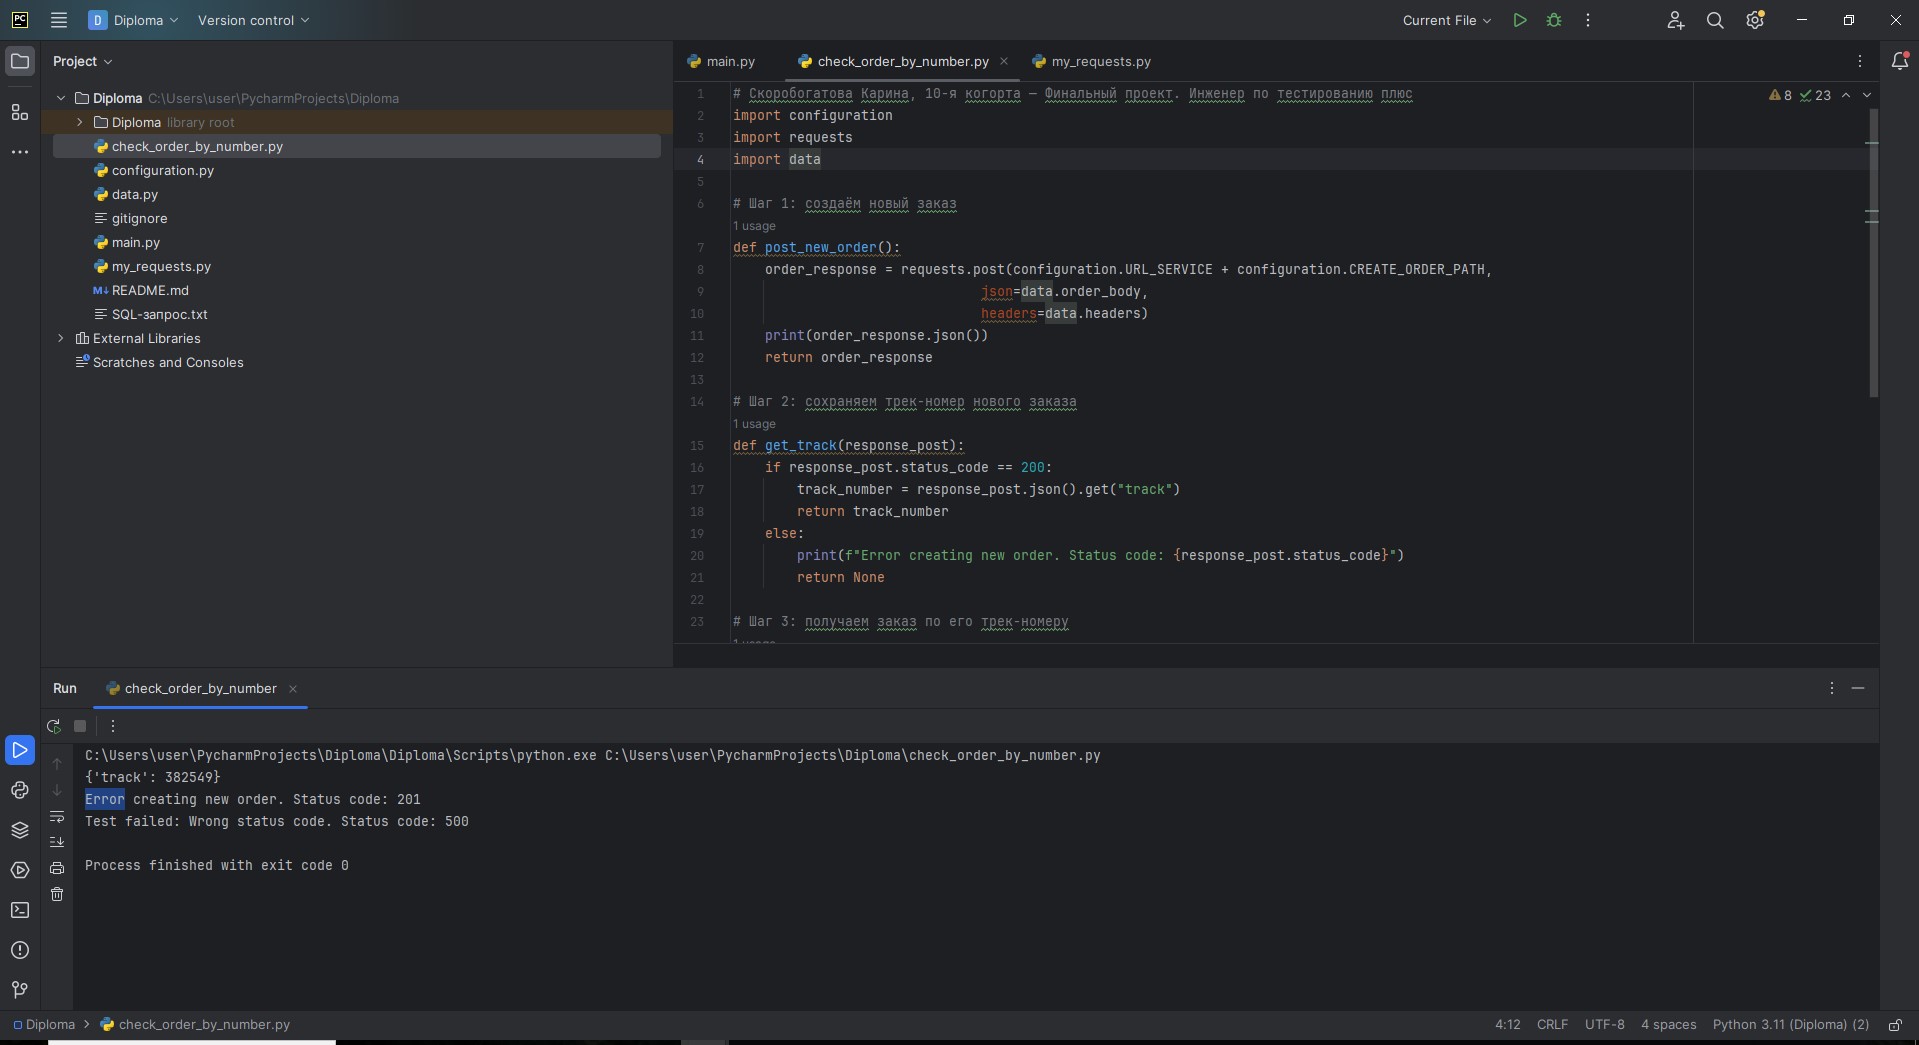 PC
D Diploma
Version control
Current File
Project
main.py
check_order_by_number.py
my_requests.py
Diploma C:\Users\user\PycharmProjects\Diploma
Diploma library root
check_order_by_number.py
configuration.py
data.py
gitignore
main.py
my_requests.py
README.md
SQL-запрос.txt
External Libraries
Scratches and Consoles
8 23
1 # Скоробогатова Карина, 10-я когорта — Финальный проект. Инженер по тестированию плюс
2 import configuration
3 import requests
4 import data
5
6 # Шаг 1: создаём новый заказ
1 usage
7 def post_new_order():
8 order_response = requests.post(configuration.URL_SERVICE + configuration.CREATE_ORDER_PATH,
9 json=data.order_body,
10 headers=data.headers)
11 print(order_response.json())
12 return order_response
13
14 # Шаг 2: сохраняем трек-номер нового заказа
1 usage
15 def get_track(response_post):
16 if response_post.status_code == 200:
17 track_number = response_post.json().get("track")
18 return track_number
19 else:
20 print(f"Error creating new order. Status code: {response_post.status_code}")
21 return None
22
23 # Шаг 3: получаем заказ по его трек-номеру
1 usage
Run
check_order_by_number
C:\Users\user\PycharmProjects\Diploma\Diploma\Scripts\python.exe C:\Users\user\PycharmProjects\Diploma\check_order_by_number.py
{'track': 382549}
Error creating new order. Status code: 201
Test failed: Wrong status code. Status code: 500
Process finished with exit code 0
Diploma > check_order_by_number.py
4:12 CRLF UTF-8 4 spaces Python 3.11 (Diploma) (2)